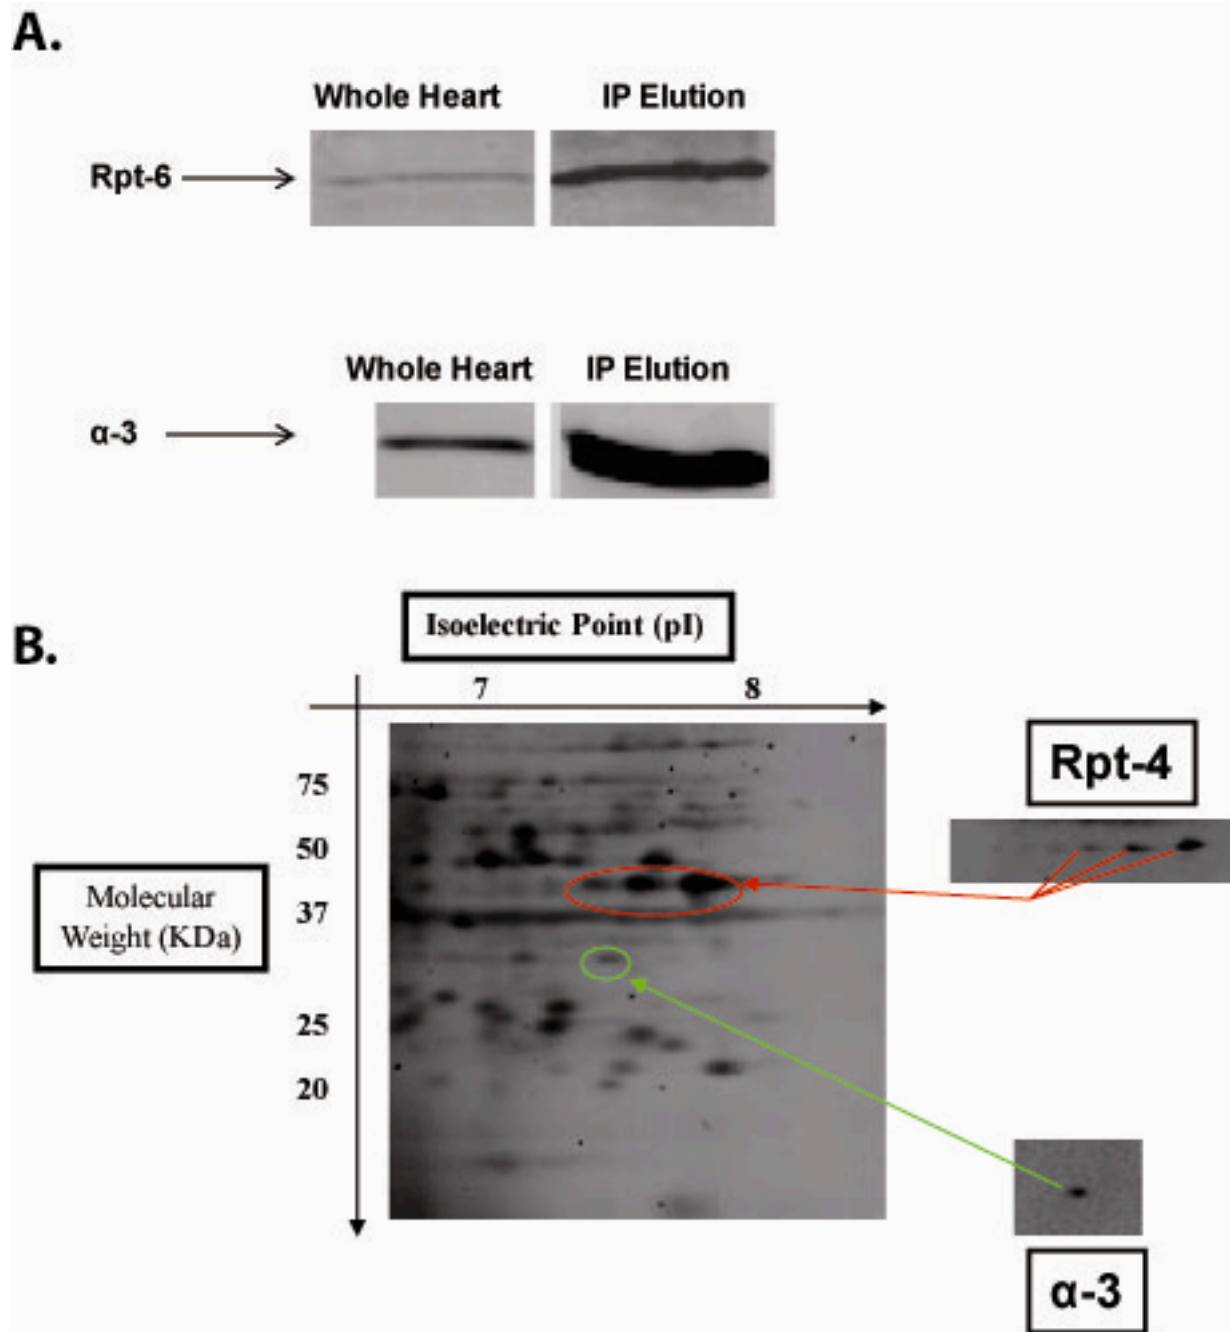 A.
Whole Heart IP Elution
Rpt-6
Whole Heart IP Elution
α-3
Isoelectric Point (pI)
B.
7 8
Rpt-4
75
50
37
25
20
Molecular
Weight (KDa)
α-3